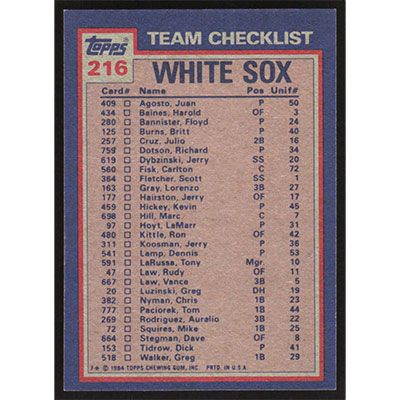 topps TEAM CHECKLIST
216 WHITE SOX
Card# Name Pos Unif#
409 □ Agosto, Juan P 50
434 □ Baines, Harold OF 3
280 □ Bannister, Floyd P 24
125 □ Burns, Britt P 40
257 □ Cruz, Julio 2B 16
759 □ Dotson, Richard P 34
619 □ Dybzinski, Jerry SS 20
560 □ Fisk, Carlton C 72
364 □ Fletcher, Scott SS 1
163 □ Gray, Lorenzo 3B 27
177 □ Hairston, Jerry OF 17
459 □ Hickey, Kevin P 45
698 □ Hill, Marc C 7
97 □ Hoyt, LaMarr P 31
480 □ Kittle, Ron OF 42
311 □ Koosman, Jerry P 36
541 □ Lamp, Dennis P 53
591 □ LaRussa, Tony Mgr. 10
47 □ Law, Rudy OF 11
667 □ Law, Vance 3B 5
20 □ Luzinski, Greg DH 19
382 □ Nyman, Chris 1B 18
777 □ Paciorek, Tom 1B 44
269 □ Rodriguez, Auralio 3B 22
72 □ Squires, Mike 1B 25
664 □ Stegman, Dave OF 8
153 □ Tidrow, Dick P 41
518 □ Walker, Greg 1B 29
© 1984 TOPPS CHEWING GUM, INC. PRTD. IN U.S.A.